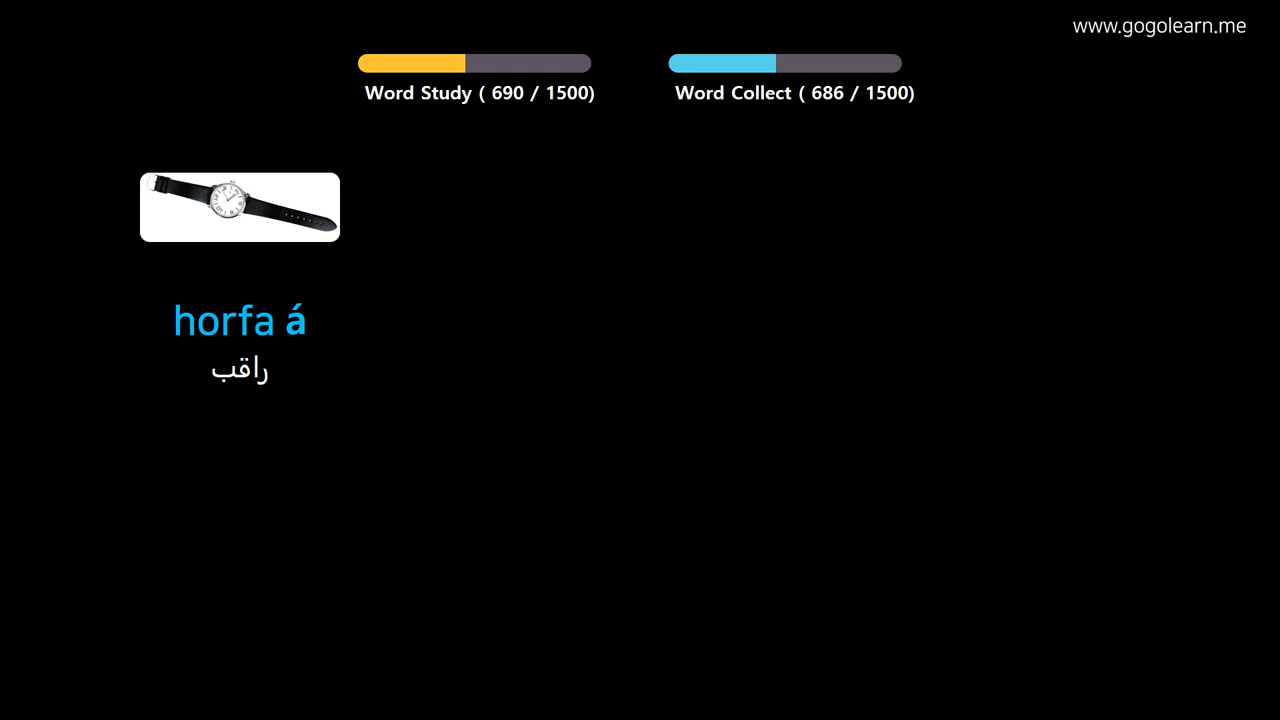 www.gogolearn.me
Word Study ( 690 / 1500)
Word Collect ( 686 / 1500)
horfa á
راقب